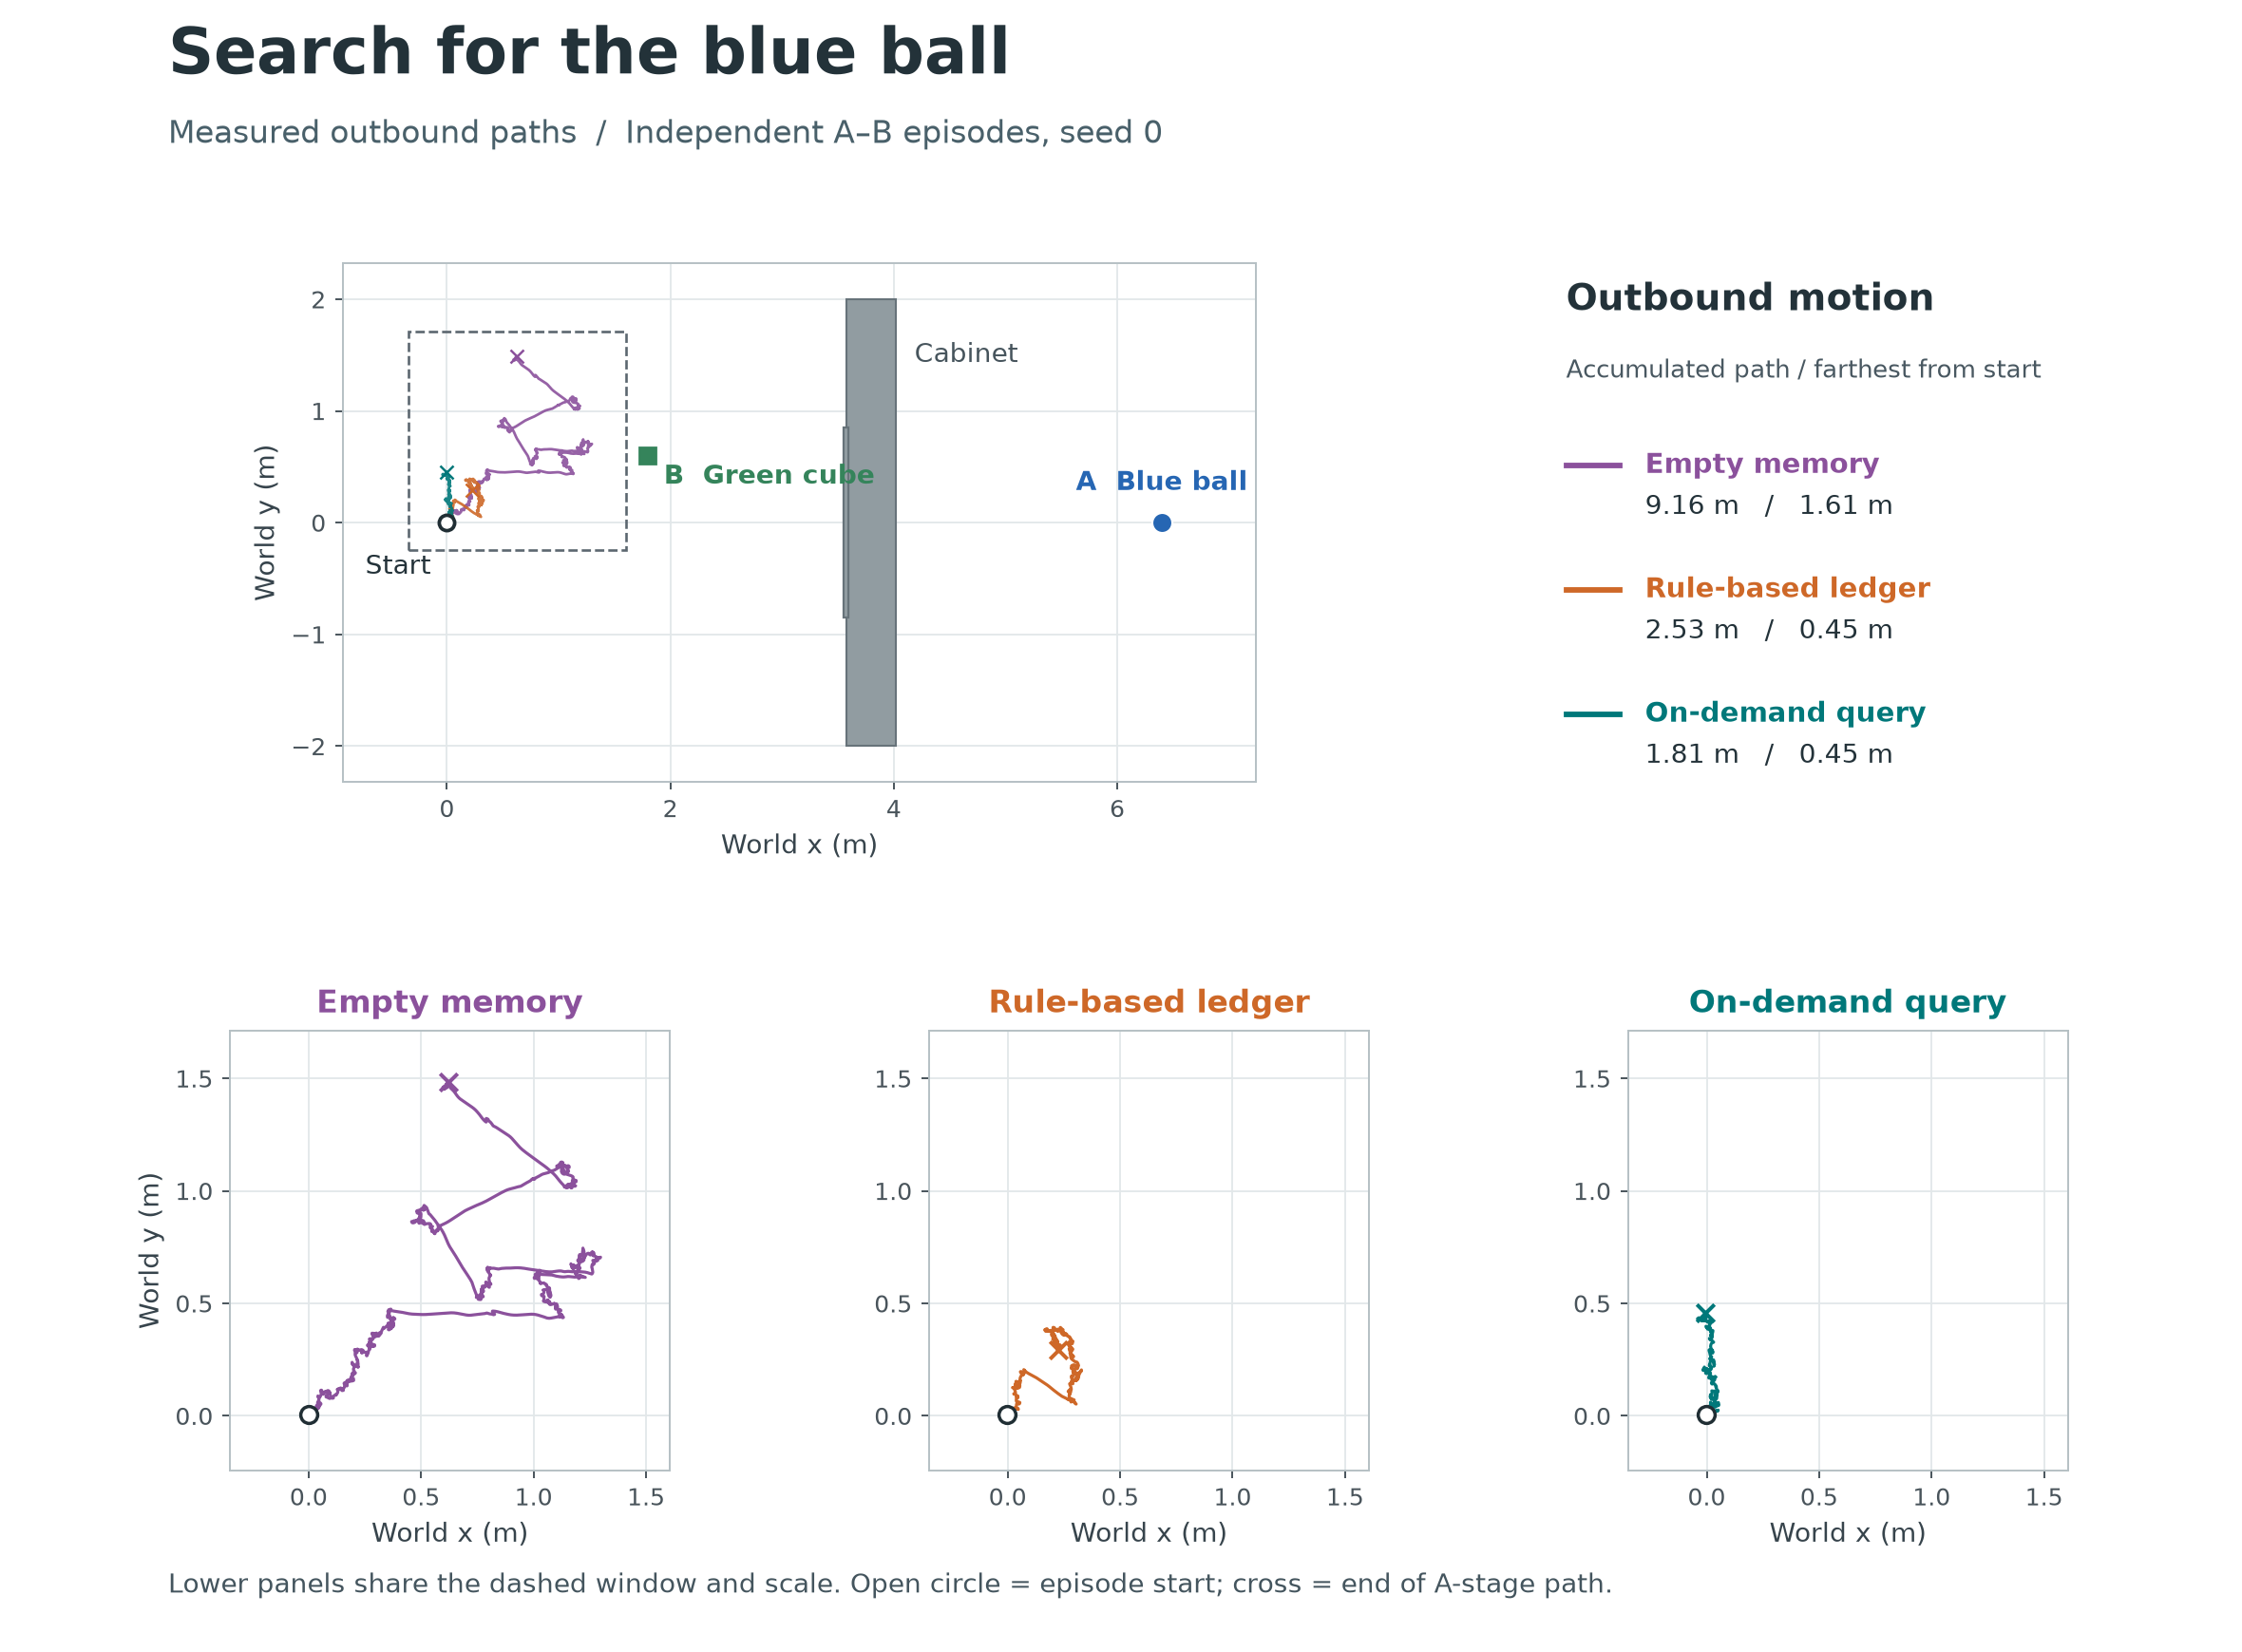 Search for the blue ball
Measured outbound paths / Independent A–B episodes, seed 0
2
1
0
−1
−2
World y (m)
Cabinet
B Green cube
A Blue ball
Start
0
2
4
6
World x (m)
Outbound motion
Accumulated path / farthest from start
Empty memory
9.16 m / 1.61 m
Rule-based ledger
2.53 m / 0.45 m
On-demand query
1.81 m / 0.45 m
Empty memory
1.5
1.0
0.5
0.0
World y (m)
0.0 0.5 1.0 1.5
World x (m)
Rule-based ledger
1.5
1.0
0.5
0.0
0.0 0.5 1.0 1.5
World x (m)
On-demand query
1.5
1.0
0.5
0.0
0.0 0.5 1.0 1.5
World x (m)
Lower panels share the dashed window and scale. Open circle = episode start; cross = end of A-stage path.